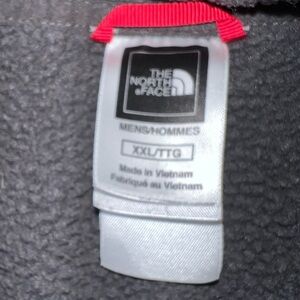 THE
NORTH
FACE
MENS/HOMMES
XXL/TTG
Made in Vietnam
Fabriqué au Vietnam